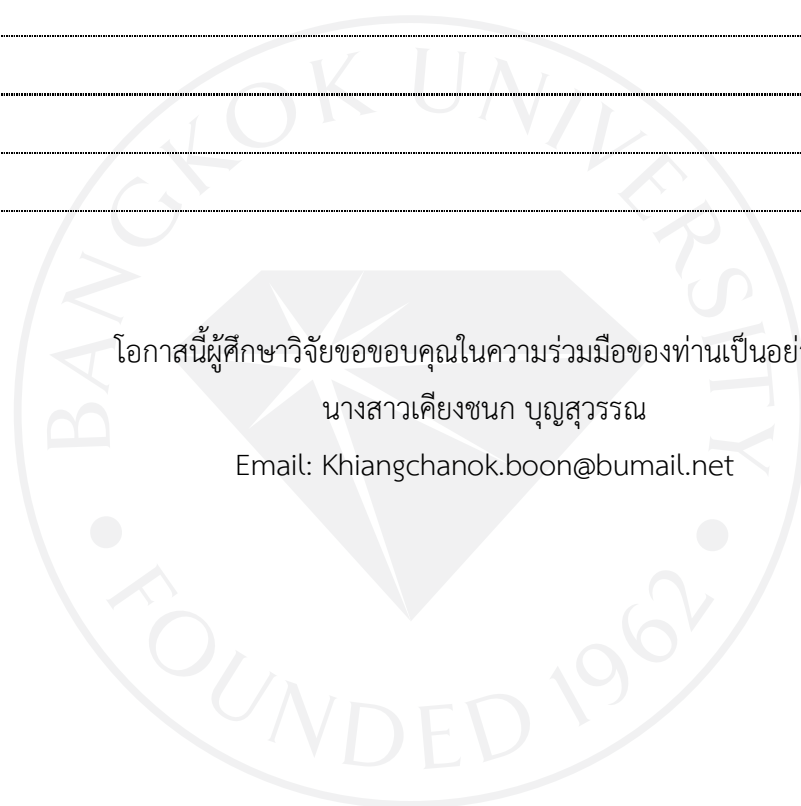 โอกาสนี้ผู้ศึกษาวิจัยขอขอบคุณในความร่วมมือของท่านเป็นอย่
นางสาวเคียงชนก บุญสุวรรณ
Email: Khiangchanok.boon@bumail.net
BANGKOK UNIVERSITY
FOUNDED 1962